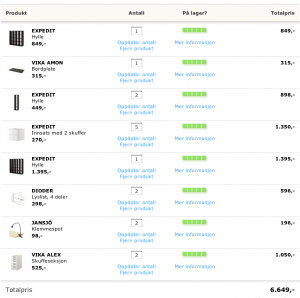 Produkt Antall På lager? Totalpris
EXPEDIT 1 849,-
Hylle
849,- Oppdater antall Mer informasjon
Fjern produkt
VIKA AMON 1 315,-
Bordplate
315,- Oppdater antall Mer informasjon
Fjern produkt
EXPEDIT 2 898,-
Hylle
449,- Oppdater antall Mer informasjon
Fjern produkt
EXPEDIT 5 1.350,-
Innsats med 2 skuffer
270,- Oppdater antall Mer informasjon
Fjern produkt
EXPEDIT 1 1.395,-
Hylle
1.395,- Oppdater antall Mer informasjon
Fjern produkt
DIODER 2 596,-
Lyslist, 4 deler
298,- Oppdater antall Mer informasjon
Fjern produkt
JANSJÖ 2 196,-
Klemmespot
98,- Oppdater antall Mer informasjon
Fjern produkt
VIKA ALEX 2 1.050,-
Skuffeseksjon
525,- Oppdater antall Mer informasjon
Fjern produkt
Totalpris 6.649,-